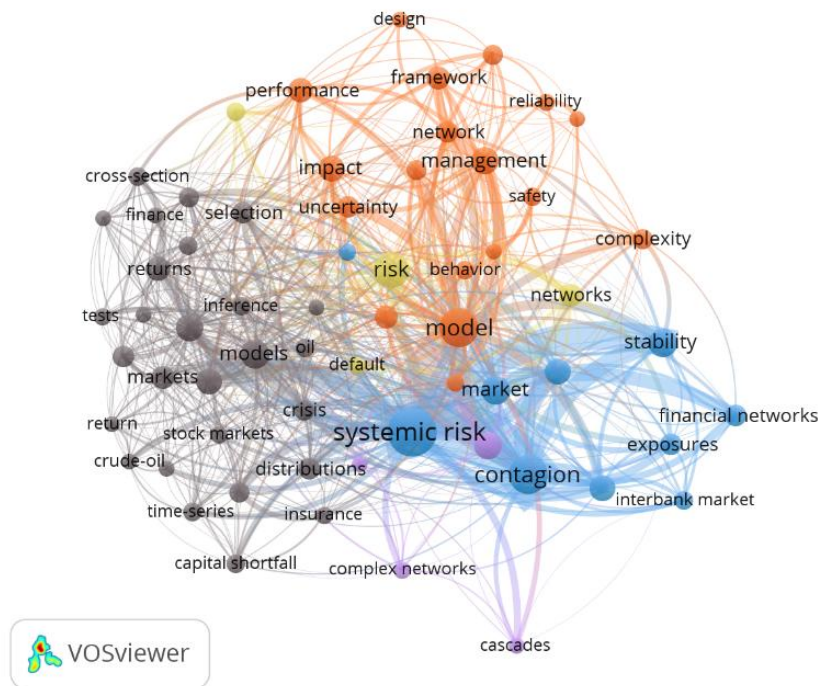 design
framework
performance
reliability
network
management
impact
cross-section
safety
uncertainty
selection
finance
complexity
returns
risk
behavior
networks
inference
tests
model
stability
models
oil
default
markets
market
crisis
financial networks
return
stock markets
systemic risk
exposures
crude-oil
distributions
contagion
interbank market
time-series
insurance
capital shortfall
complex networks
cascades
VOSviewer